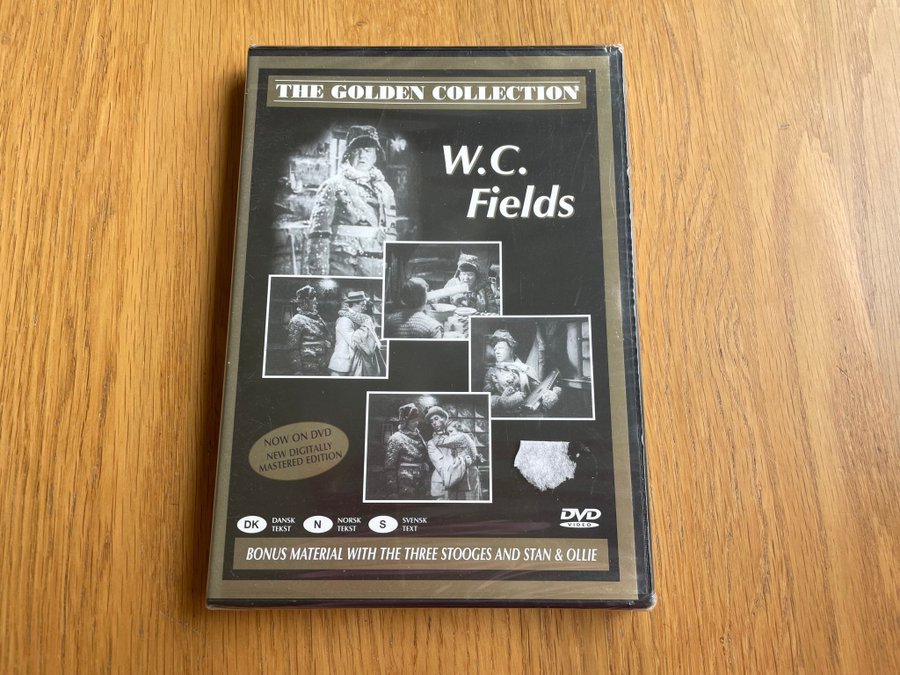 THE GOLDEN COLLECTION
W.C.
Fields
NOW ON DVD
NEW DIGITALLY
MASTERED EDITION
DK DANSK
TEKST
N NORSK
TEKST
S SVENSK
TEXT
DVD
VIDEO
BONUS MATERIAL WITH THE THREE STOOGES AND STAN & OLLIE